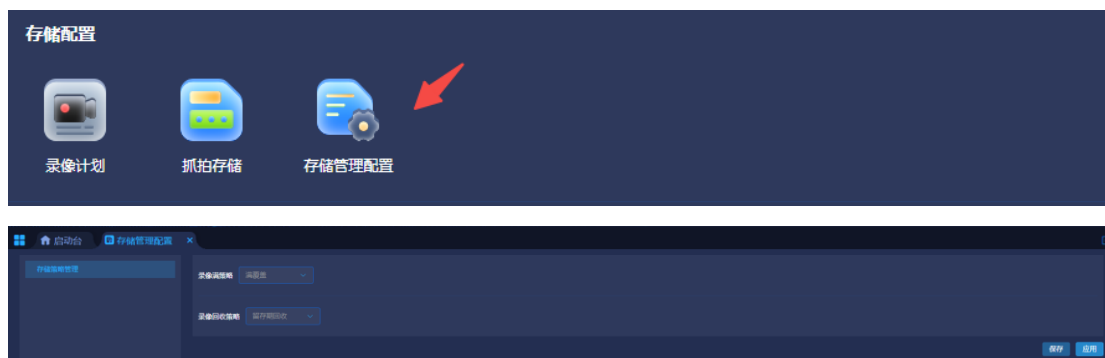 存储配置
录像计划
抓拍存储
存储管理配置
启动台
存储管理配置 ×
存储策略管理
录像满策略 满覆盖
录像回收策略 留存期回收
保存 应用